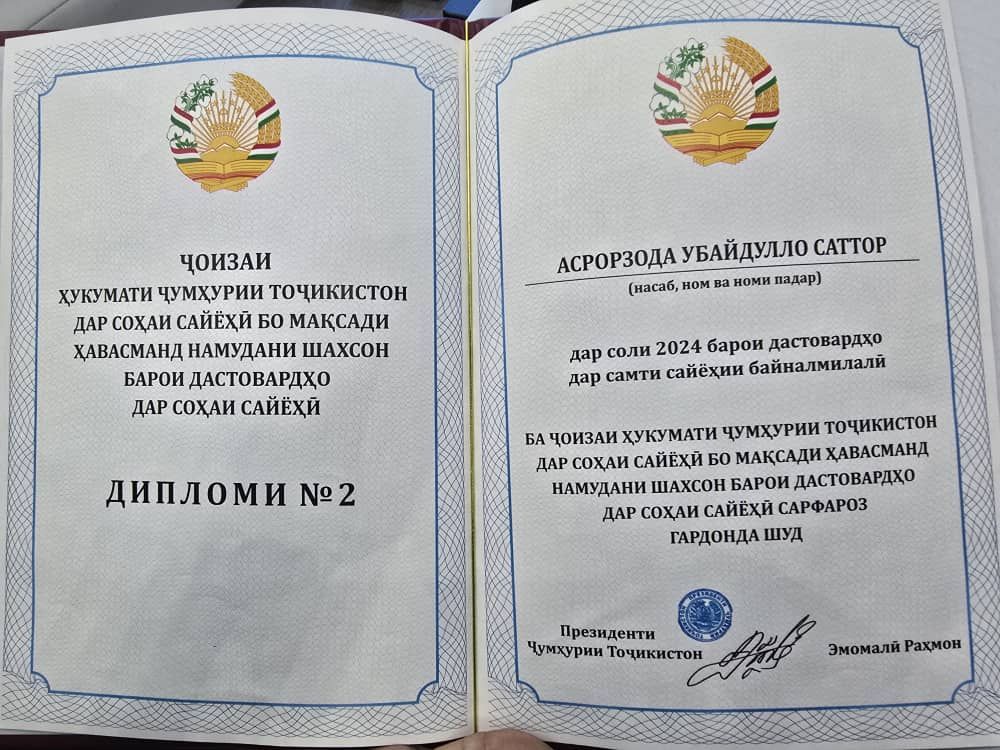 ҶОИЗАИ
ҲУКУМАТИ ҶУМҲУРИИ ТОҶИКИСТОН
ДАР СОҲАИ САЙЁҲӢ БО МАҚСАДИ
ҲАВАСМАНД НАМУДАНИ ШАХСОН
БАРОИ ДАСТОВАРДҲО
ДАР СОҲАИ САЙЁҲӢ
ДИПЛОМИ №2
АСРОРЗОДА УБАЙДУЛЛО САТТОР
(насаб, ном ва номи падар)
дар соли 2024 барои дастовардҳо
дар самти сайёҳии байналмилалӣ
БА ҶОИЗАИ ҲУКУМАТИ ҶУМҲУРИИ ТОҶИКИСТОН
ДАР СОҲАИ САЙЁҲӢ БО МАҚСАДИ ҲАВАСМАНД
НАМУДАНИ ШАХСОН БАРОИ ДАСТОВАРДҲО
ДАР СОҲАИ САЙЁҲӢ САРФАРОЗ
ГАРДОНДА ШУД
Президенти
Ҷумҳурии Тоҷикистон
Эмомалӣ Раҳмон